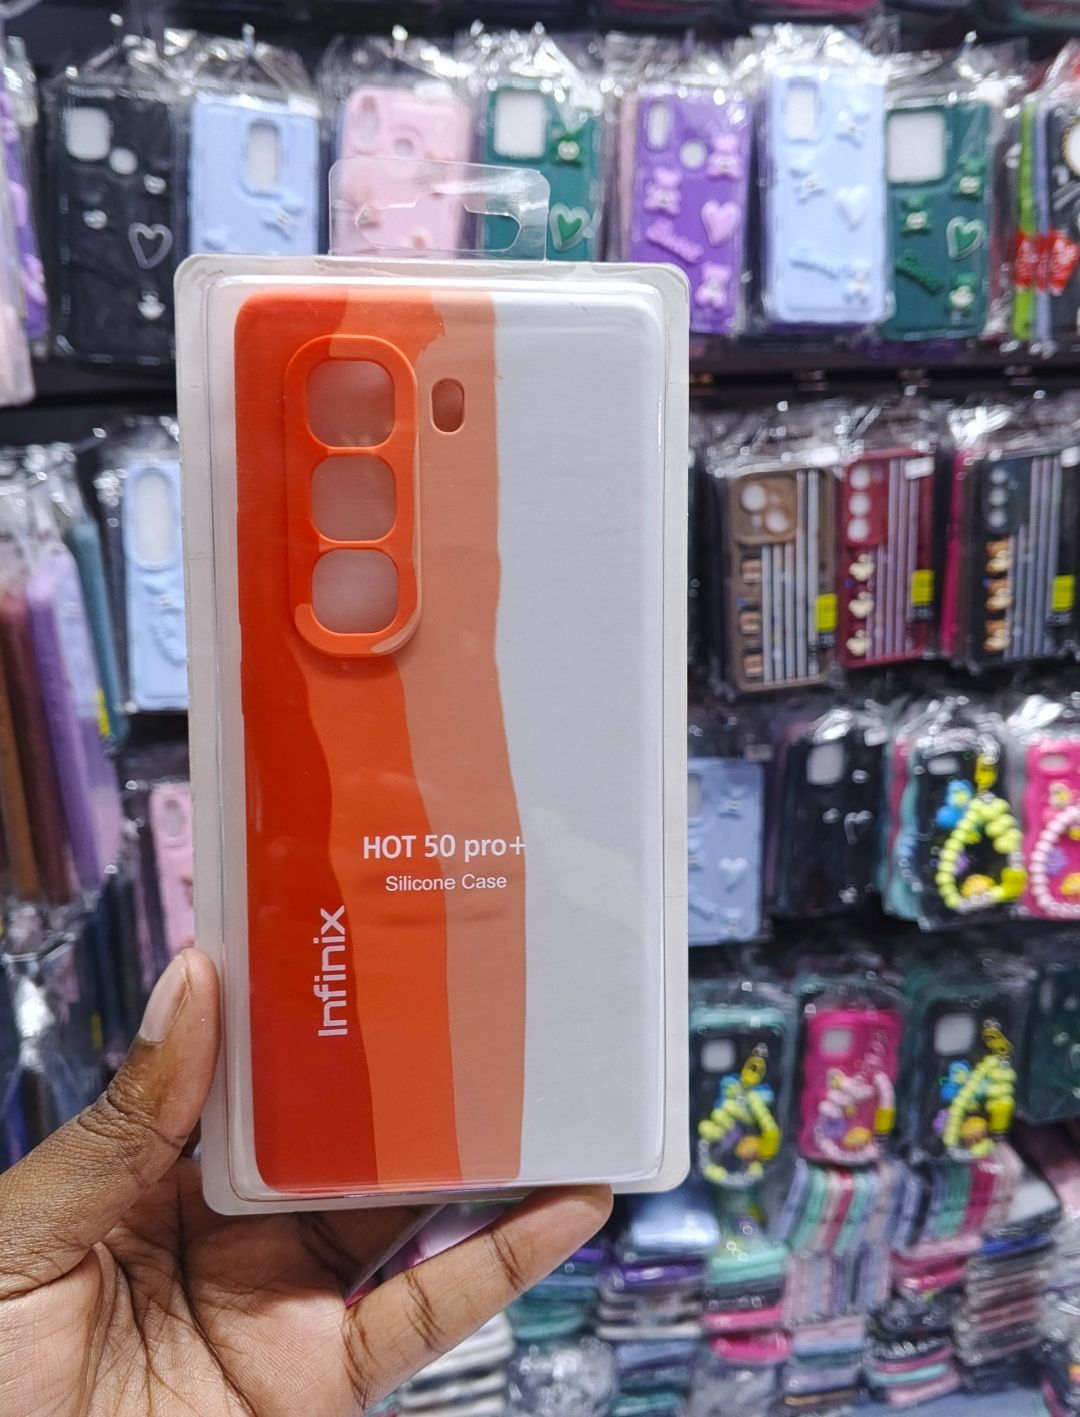 HOT 50 pro+
Silicone Case
Infinix